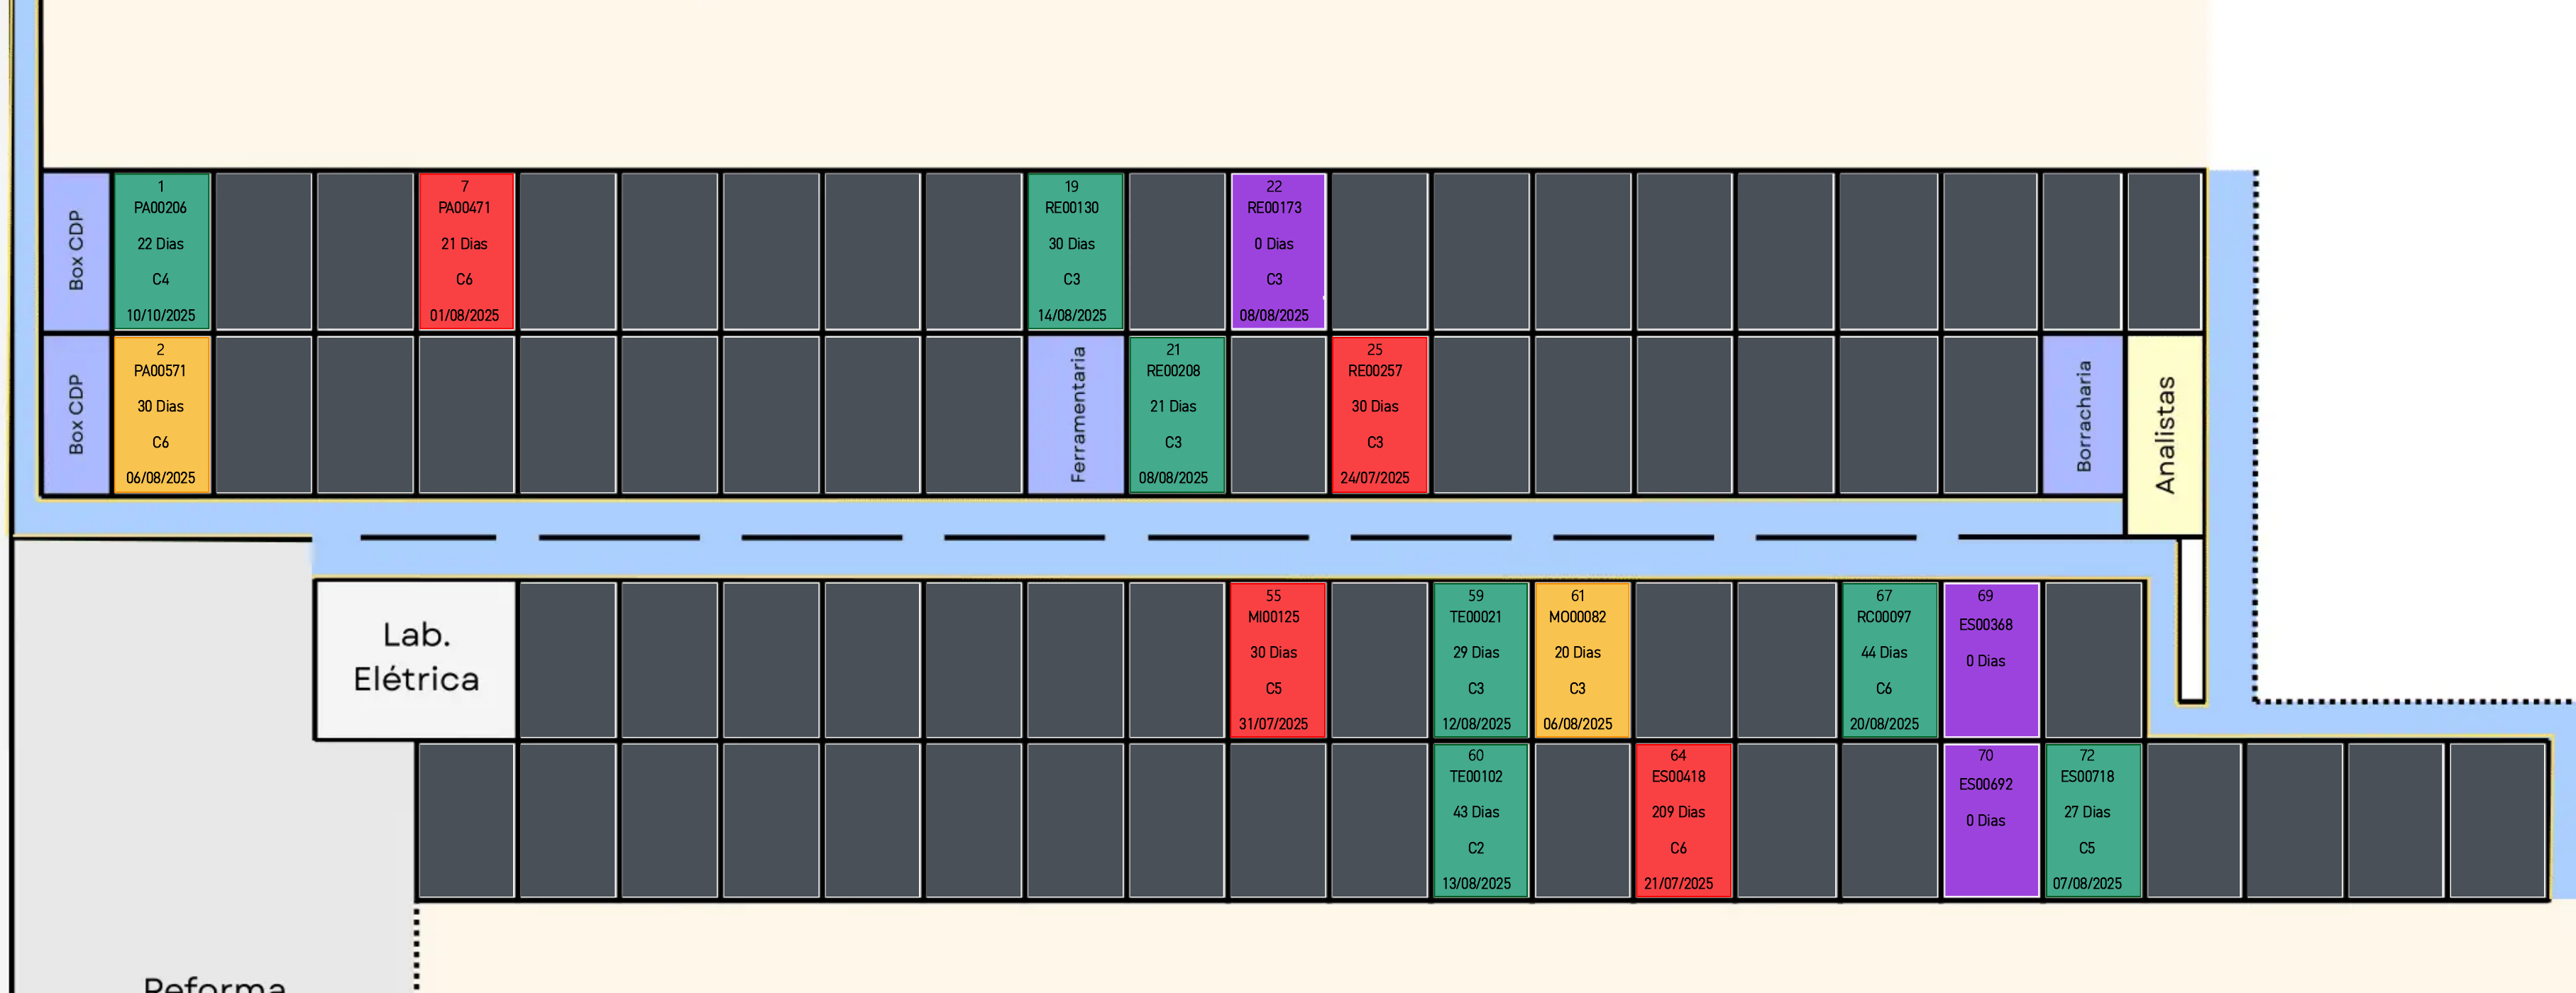 Box CDP
1
PA00206
22 Dias
C4
10/10/2025
7
PA00471
21 Dias
C6
01/08/2025
19
RE00130
30 Dias
C3
14/08/2025
22
RE00173
0 Dias
C3
08/08/2025
Box CDP
2
PA00571
30 Dias
C6
06/08/2025
Ferramentaria
21
RE00208
21 Dias
C3
08/08/2025
25
RE00257
30 Dias
C3
24/07/2025
Borracharia
Analistas
Lab.
Elétrica
55
MI00125
30 Dias
C5
31/07/2025
59
TE00021
29 Dias
C3
12/08/2025
61
MO00082
20 Dias
C3
06/08/2025
67
RC00097
44 Dias
C6
20/08/2025
69
ES00368
0 Dias
60
TE00102
43 Dias
C2
13/08/2025
64
ES00418
209 Dias
C6
21/07/2025
70
ES00692
0 Dias
72
ES00718
27 Dias
C5
07/08/2025
Reforma